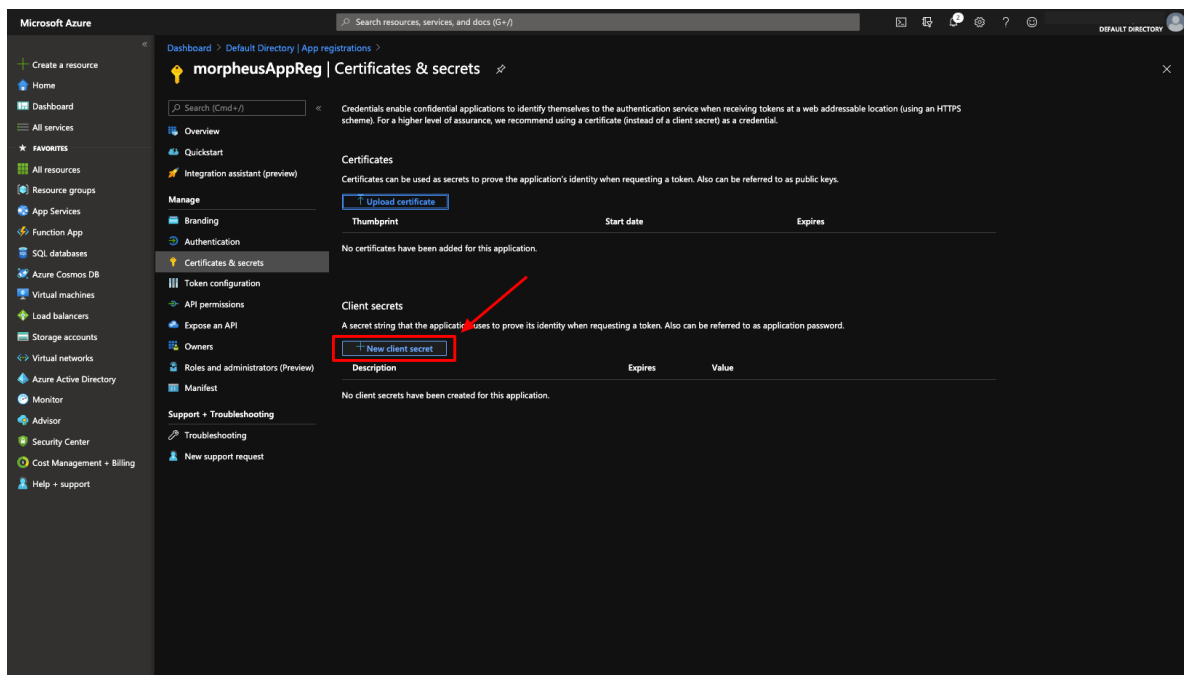 Microsoft Azure
Search resources, services, and docs (G+/)
2
?
DEFAULT DIRECTORY
«
Create a resource
Home
Dashboard
All services
FAVORITES
All resources
Resource groups
App Services
Function App
SQL databases
Azure Cosmos DB
Virtual machines
Load balancers
Storage accounts
Virtual networks
Azure Active Directory
Monitor
Advisor
Security Center
Cost Management + Billing
Help + support
Dashboard > Default Directory | App registrations >
morpheusAppReg | Certificates & secrets
Search (Cmd+/)
«
Overview
Quickstart
Integration assistant (preview)
Manage
Branding
Authentication
Certificates & secrets
Token configuration
API permissions
Expose an API
Owners
Roles and administrators (Preview)
Manifest
Support + Troubleshooting
Troubleshooting
New support request
Credentials enable confidential applications to identify themselves to the authentication service when receiving tokens at a web addressable location (using an HTTPS
scheme). For a higher level of assurance, we recommend using a certificate (instead of a client secret) as a credential.
Certificates
Certificates can be used as secrets to prove the application's identity when requesting a token. Also can be referred to as public keys.
Upload certificate
Thumbprint Start date Expires
No certificates have been added for this application.
Client secrets
A secret string that the application uses to prove its identity when requesting a token. Also can be referred to as application password.
New client secret
Description Expires Value
No client secrets have been created for this application.